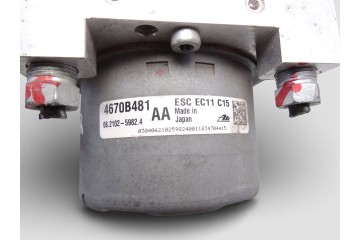 4670B481 AA ESC EC11 C15
06.2102-5982.4 Made in
Japan